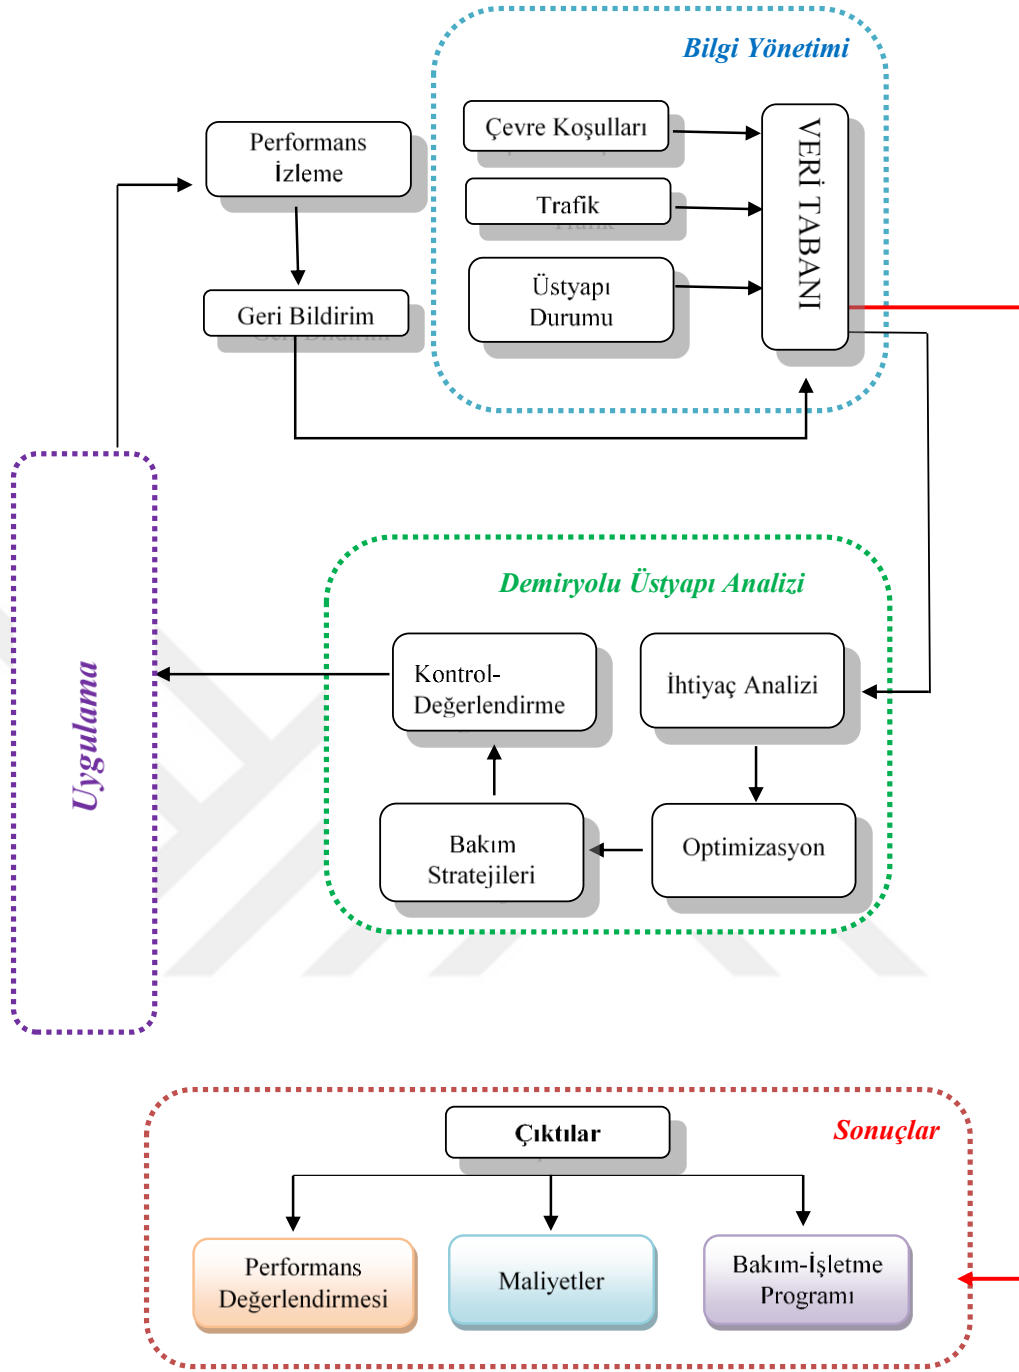 Bilgi Yönetimi
Performans
İzleme
Geri Bildirim
Çevre Koşulları
Trafik
Üstyapı
Durumu
VERİ TABANI
Demiryolu Üstyapı Analizi
Kontrol-
Değerlendirme
İhtiyaç Analizi
Bakım
Stratejileri
Optimizasyon
Uygulama
Sonuçlar
Çıktılar
Performans
Değerlendirmesi
Maliyetler
Bakım-İşletme
Programı